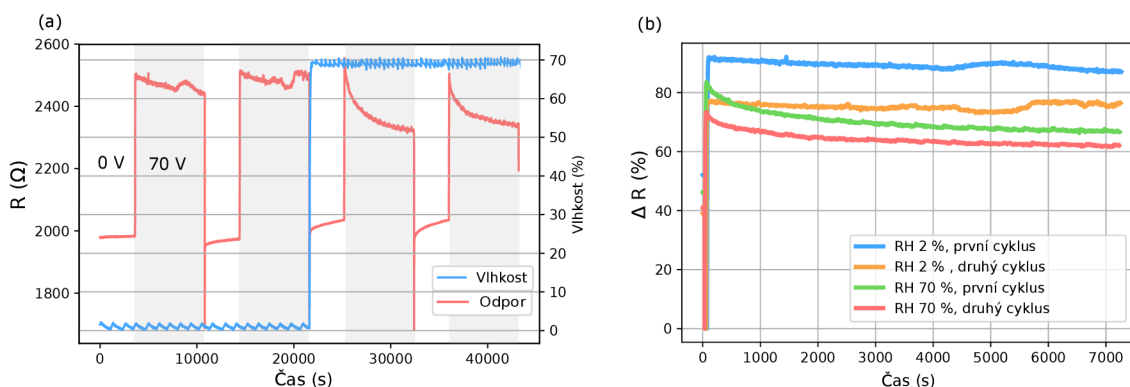 (a)
2600
2400
2200
2000
1800
R (Ω)
0 V
70 V
70
60
50
40
30
20
10
0
Vlhkost (%)
Vlhkost
Odpor
0
10000
20000
30000
40000
Čas (s)
(b)
80
60
40
20
0
Δ R (%)
RH 2 %, první cyklus
RH 2 % , druhý cyklus
RH 70 %, první cyklus
RH 70 %, druhý cyklus
0
1000
2000
3000
4000
5000
6000
7000
Čas (s)